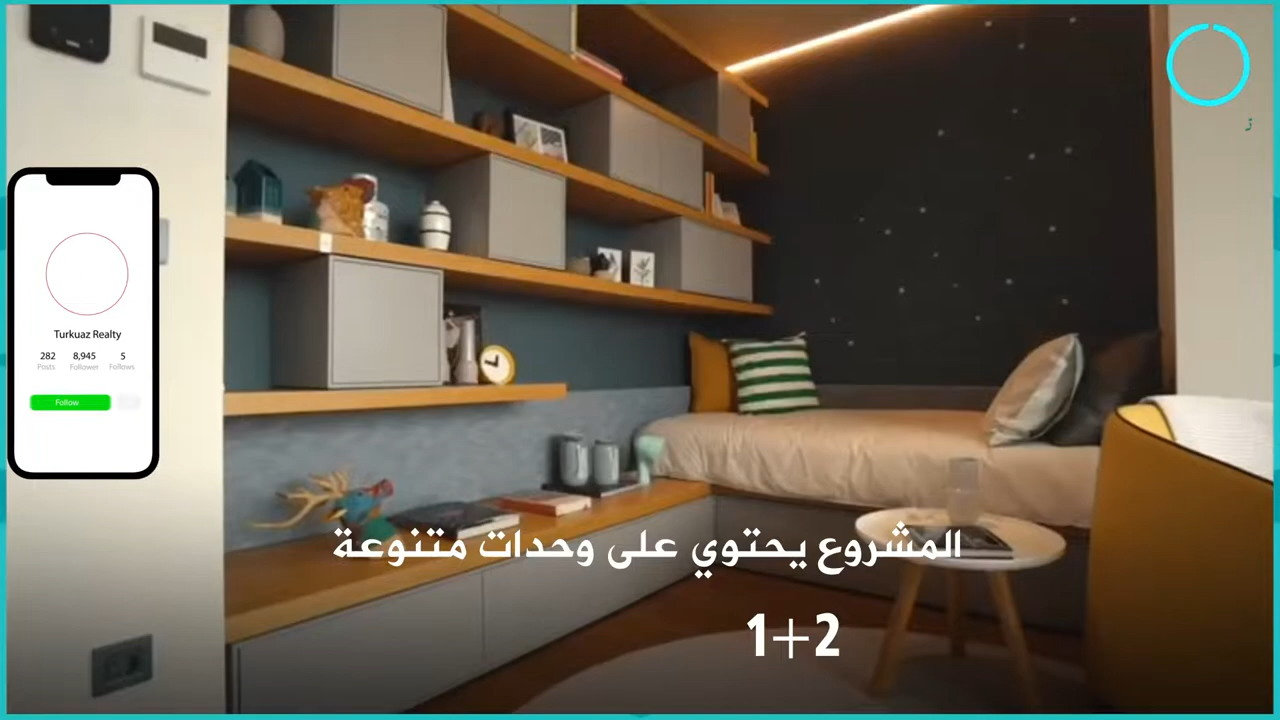 Turkuaz Realty
282 8,945 5
Posts Follower Follows
Follow
المشروع يحتوي على وحدات متنوعة
1+2